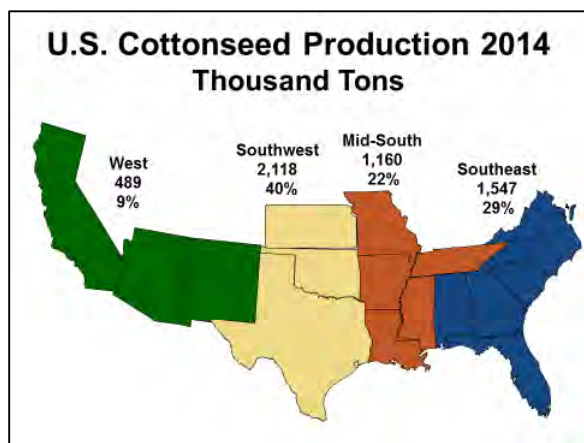 U.S. Cottonseed Production 2014
Thousand Tons
West
489
9%
Southwest
2,118
40%
Mid-South
1,160
22%
Southeast
1,547
29%